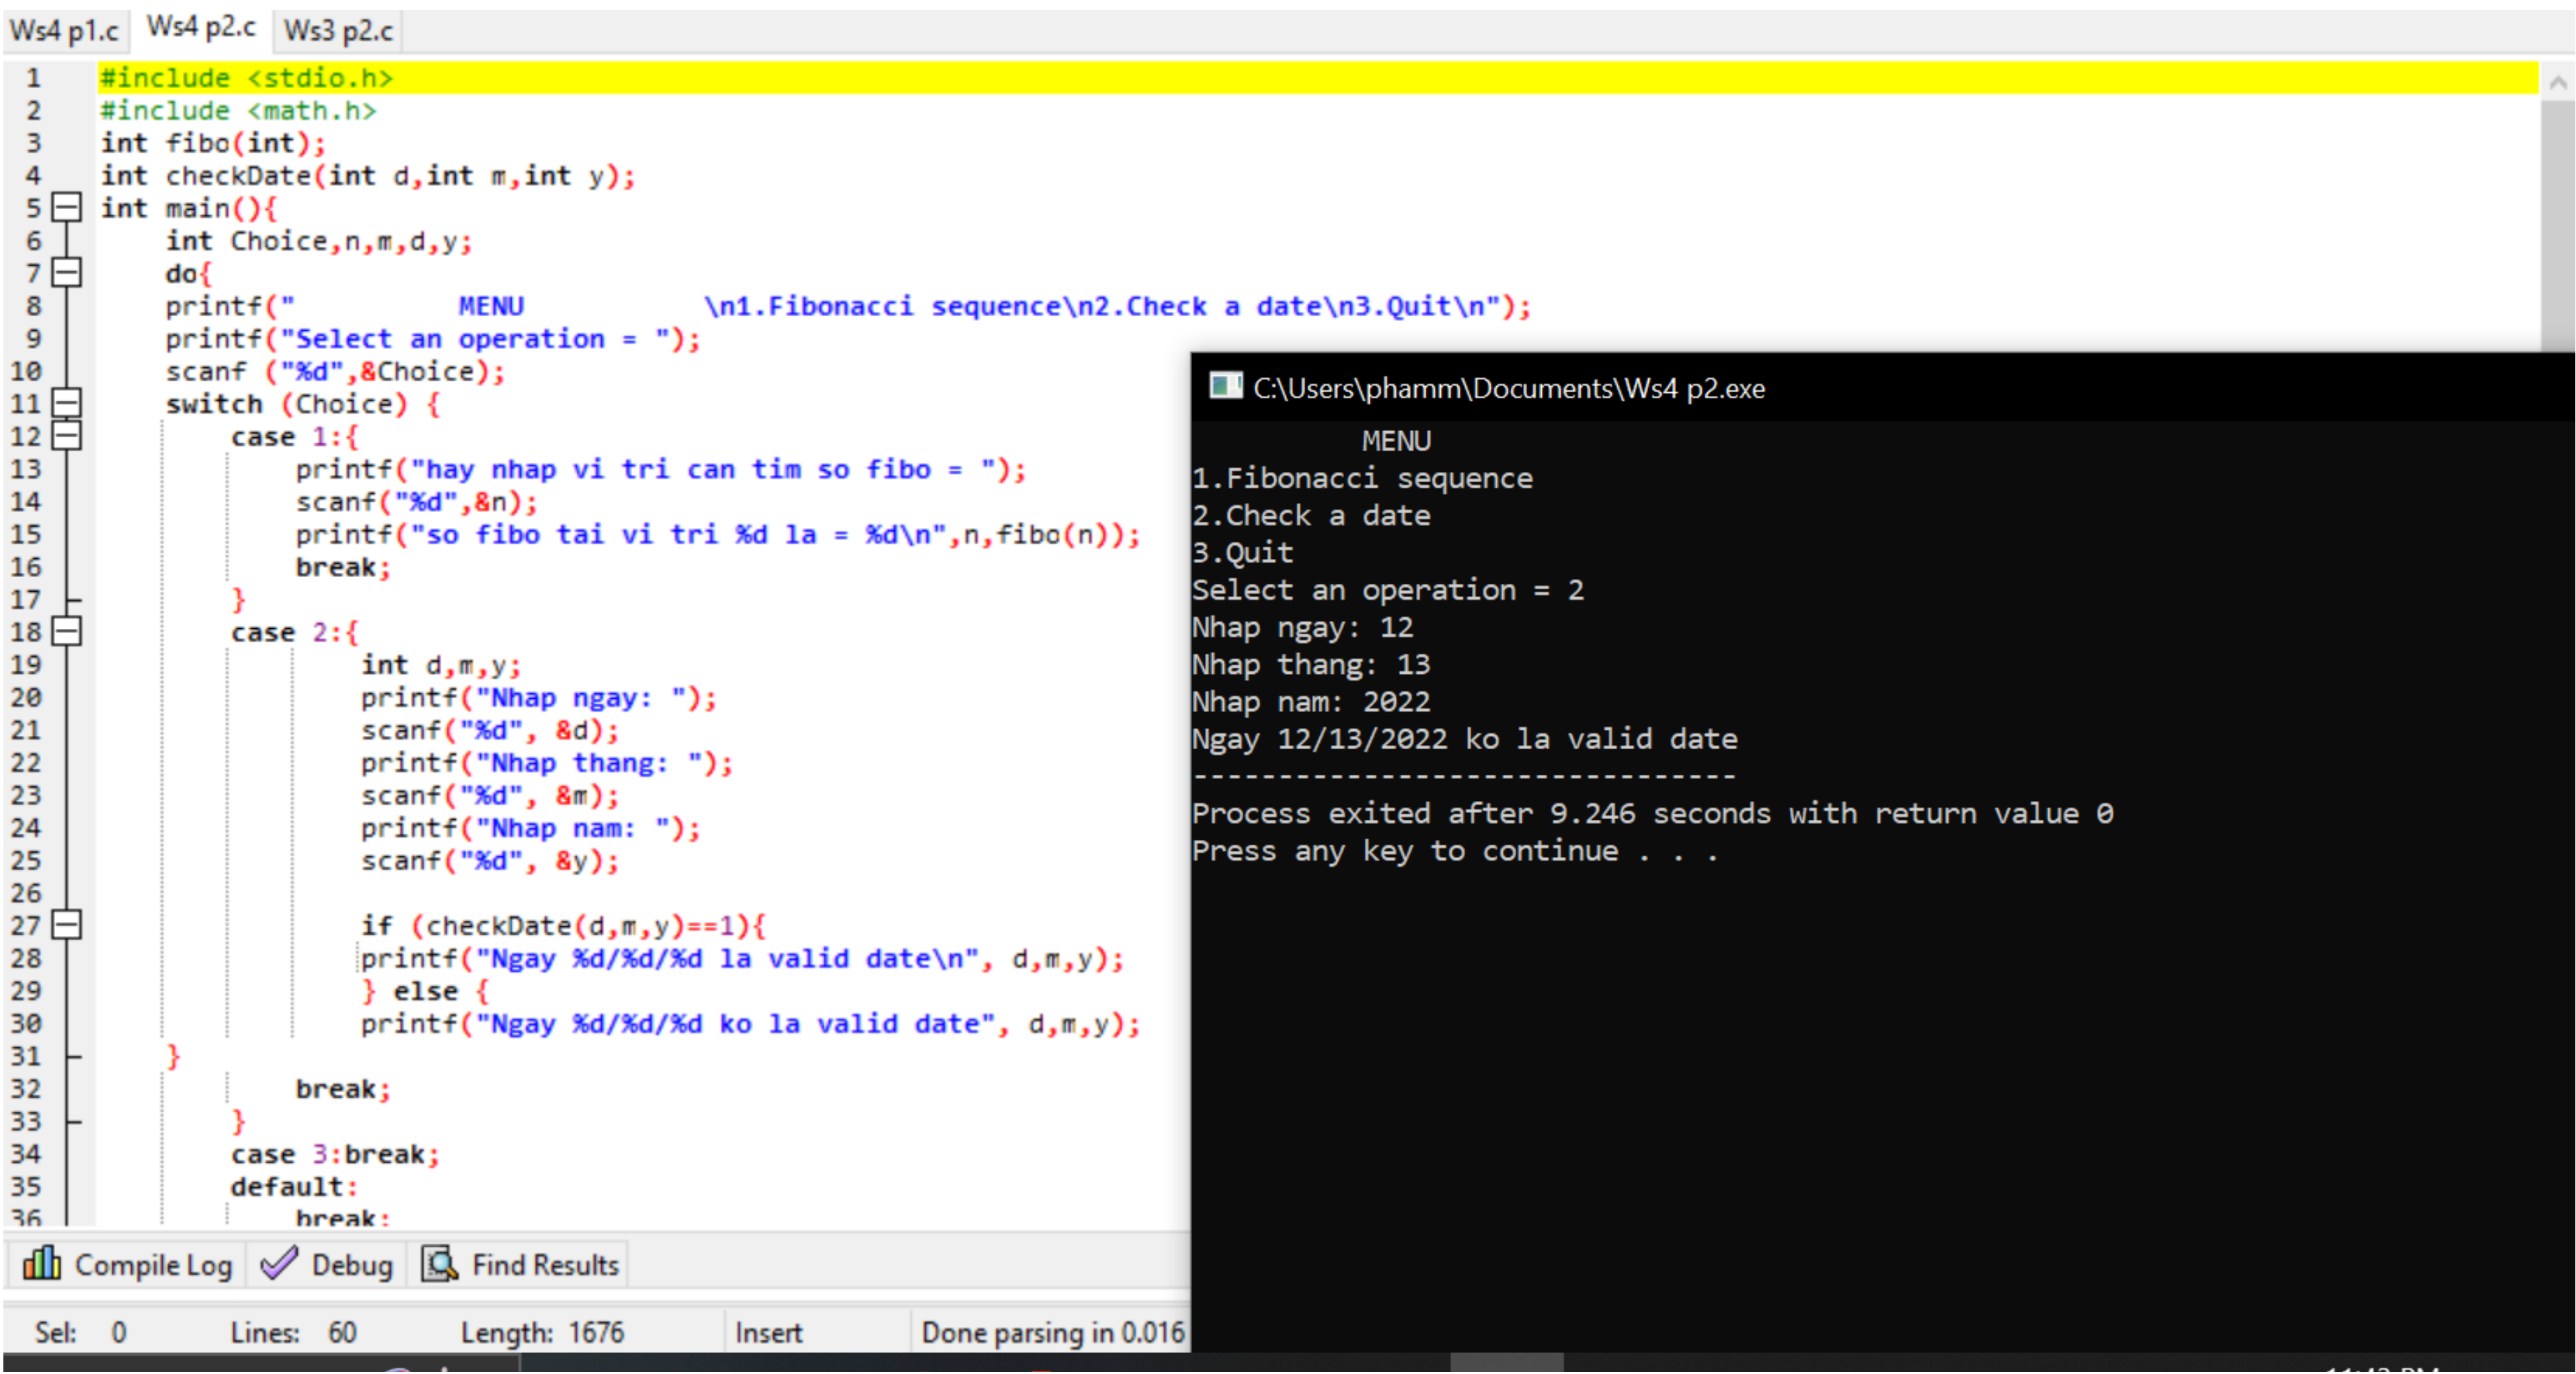 Ws4 p1.c Ws4 p2.c Ws3 p2.c
1 #include <stdio.h>
2 #include <math.h>
3 int fibo(int);
4 int checkDate(int d,int m,int y);
5 int main(){
6 int Choice,n,m,d,y;
7 do{
8 printf("          MENU           \n1.Fibonacci sequence\n2.Check a date\n3.Quit\n");
9 printf("Select an operation = ");
10 scanf ("%d",&Choice);
11 switch (Choice) {
12 case 1:{
13 printf("hay nhap vi tri can tim so fibo = ");
14 scanf("%d",&n);
15 printf("so fibo tai vi tri %d la = %d\n",n,fibo(n));
16 break;
17 }
18 case 2:{
19 int d,m,y;
20 printf("Nhap ngay: ");
21 scanf("%d", &d);
22 printf("Nhap thang: ");
23 scanf("%d", &m);
24 printf("Nhap nam: ");
25 scanf("%d", &y);
26
27 if (checkDate(d,m,y)==1){
28 printf("Ngay %d/%d/%d la valid date\n", d,m,y);
29 } else {
30 printf("Ngay %d/%d/%d ko la valid date", d,m,y);
31 }
32 break;
33 }
34 case 3:break;
35 default:
36 break;
C:\Users\phamm\Documents\Ws4 p2.exe
MENU
1.Fibonacci sequence
2.Check a date
3.Quit
Select an operation = 2
Nhap ngay: 12
Nhap thang: 13
Nhap nam: 2022
Ngay 12/13/2022 ko la valid date
--------------------------------
Process exited after 9.246 seconds with return value 0
Press any key to continue . . .
Compile Log Debug Find Results
Sel: 0 Lines: 60 Length: 1676 Insert Done parsing in 0.016